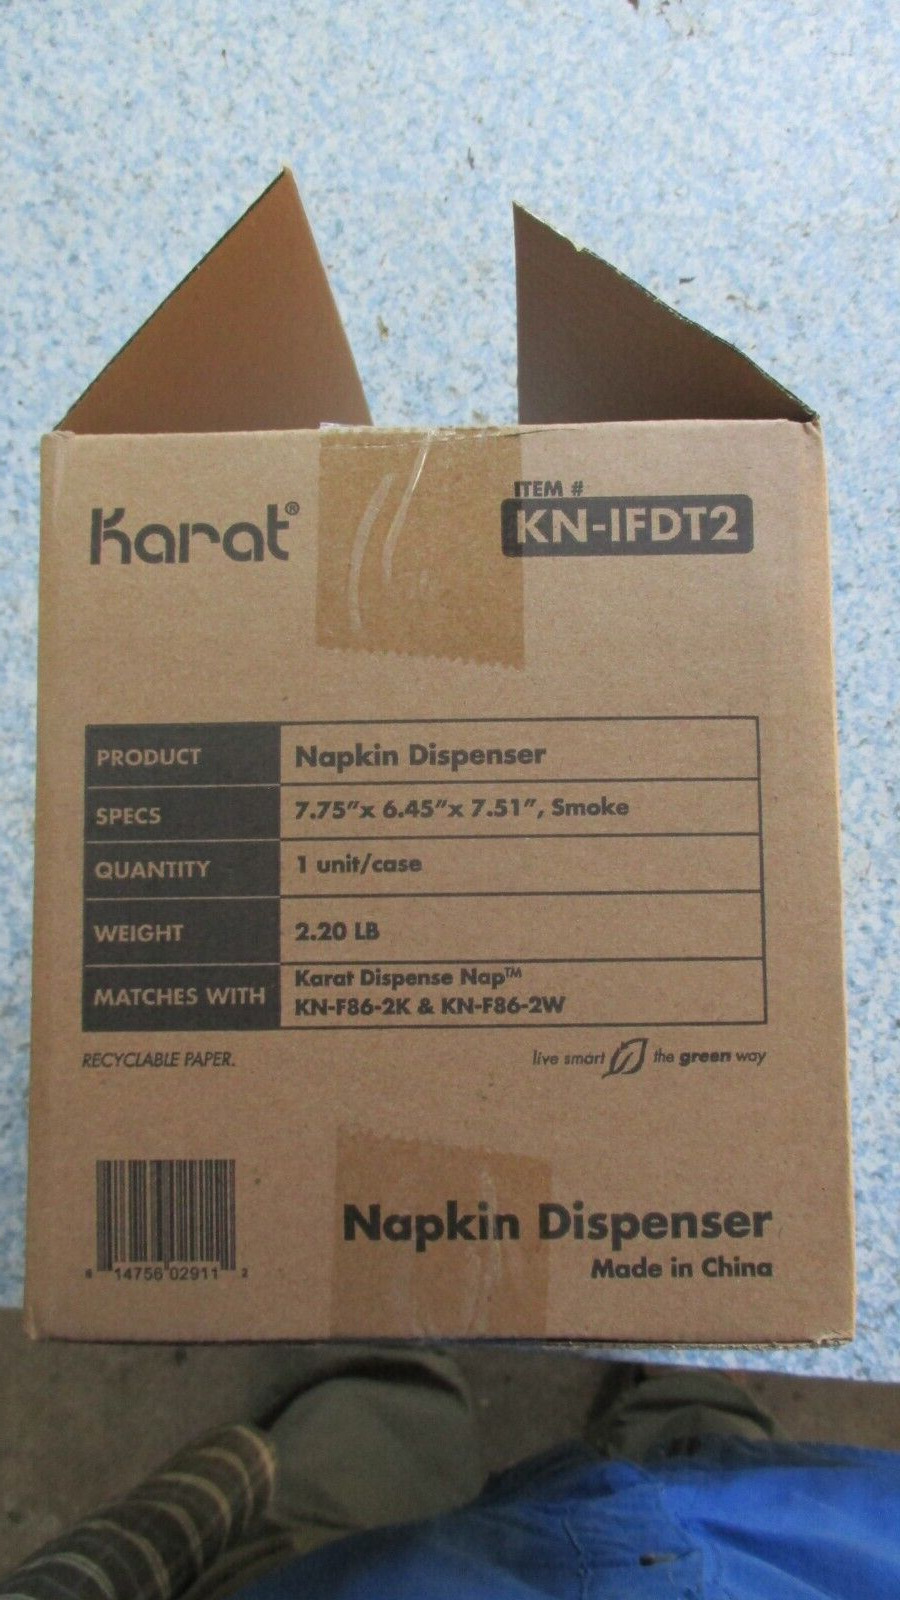 Karat®
ITEM #
KN-IFDT2
PRODUCT Napkin Dispenser
SPECS 7.75"x 6.45"x 7.51", Smoke
QUANTITY 1 unit/case
WEIGHT 2.20 LB
MATCHES WITH Karat Dispense Nap™
KN-F86-2K & KN-F86-2W
RECYCLABLE PAPER.
live smart the green way
Napkin Dispenser
Made in China
6 14756 02911 2